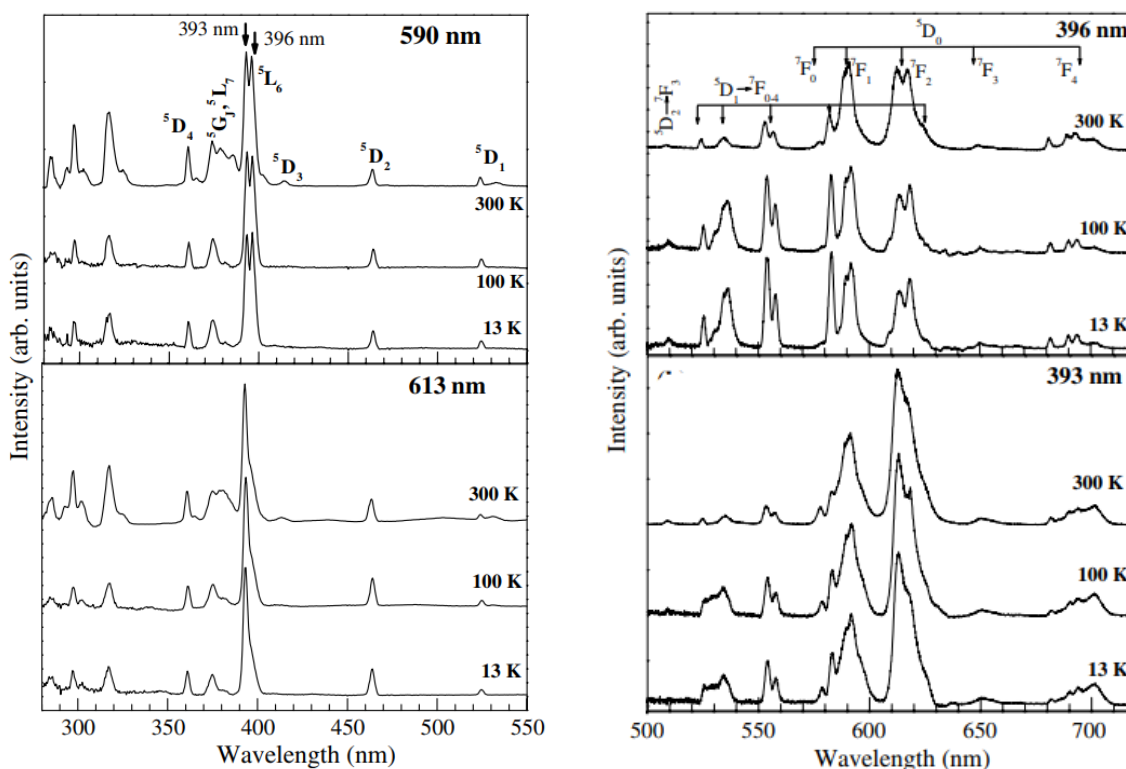 393 nm
396 nm
590 nm
⁵L₆
⁵G_J, ⁵L₇
⁵D₄
⁵D₃
⁵D₂
⁵D₁
300 K
100 K
13 K
613 nm
300 K
100 K
13 K
300 350 400 450 500 550
Wavelength (nm)
Intensity (arb. units)
396 nm
⁵D₀
⁷F₀
⁷F₁
⁷F₂
⁷F₃
⁷F₄
⁵D₂→⁷F₃
⁵D₁→⁷F₀₋₄
300 K
100 K
13 K
393 nm
300 K
100 K
13 K
500 550 600 650 700
Wavelength (nm)
Intensity (arb. units)